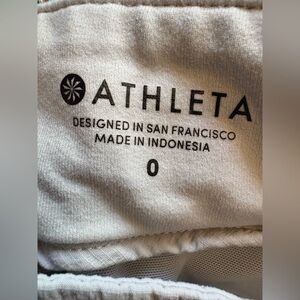 ATHLETA
DESIGNED IN SAN FRANCISCO
MADE IN INDONESIA
0